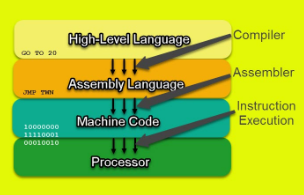 High-Level Language
GO TO 20
Compiler
Assembly Language
JMP TMN
Assembler
Machine Code
10000000
11110001
00010010
Instruction
Execution
Processor